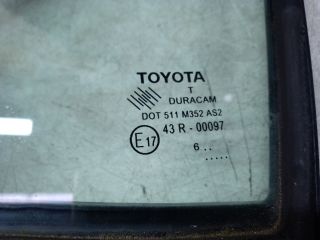 TOYOTA
T
DURACAM
DOT 511 M352 AS2
E17 43 R - 00097
6 ..
.....